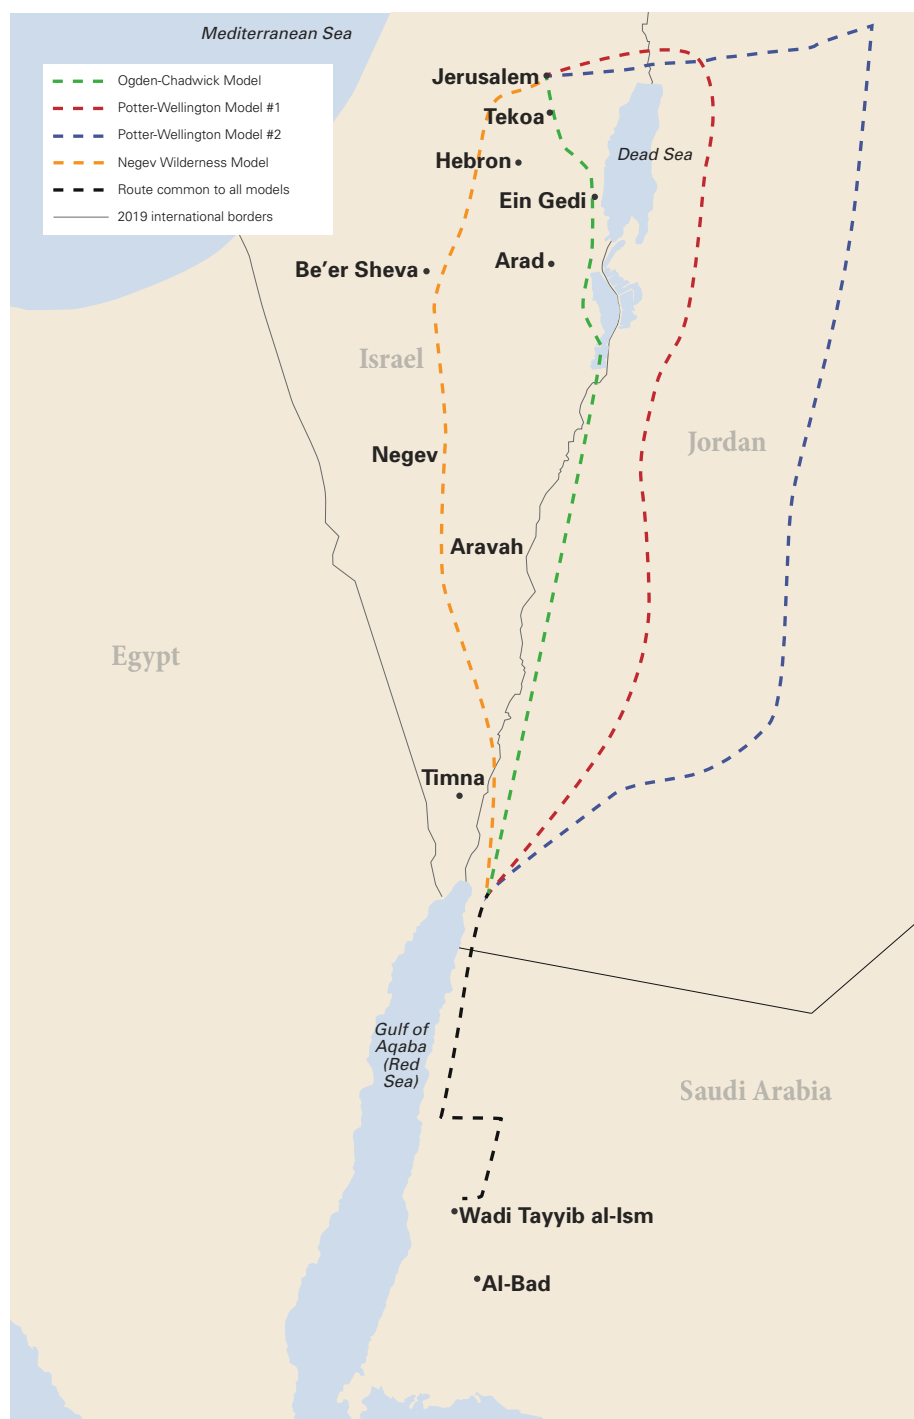 Mediterranean Sea
Ogden-Chadwick Model
Potter-Wellington Model #1
Potter-Wellington Model #2
Negev Wilderness Model
Route common to all models
2019 international borders
Jerusalem
Tekoa
Hebron
Dead Sea
Ein Gedi
Arad
Be’er Sheva
Israel
Jordan
Negev
Aravah
Egypt
Timna
Gulf of
Aqaba
(Red
Sea)
Saudi Arabia
Wadi Tayyib al-Ism
Al-Bad